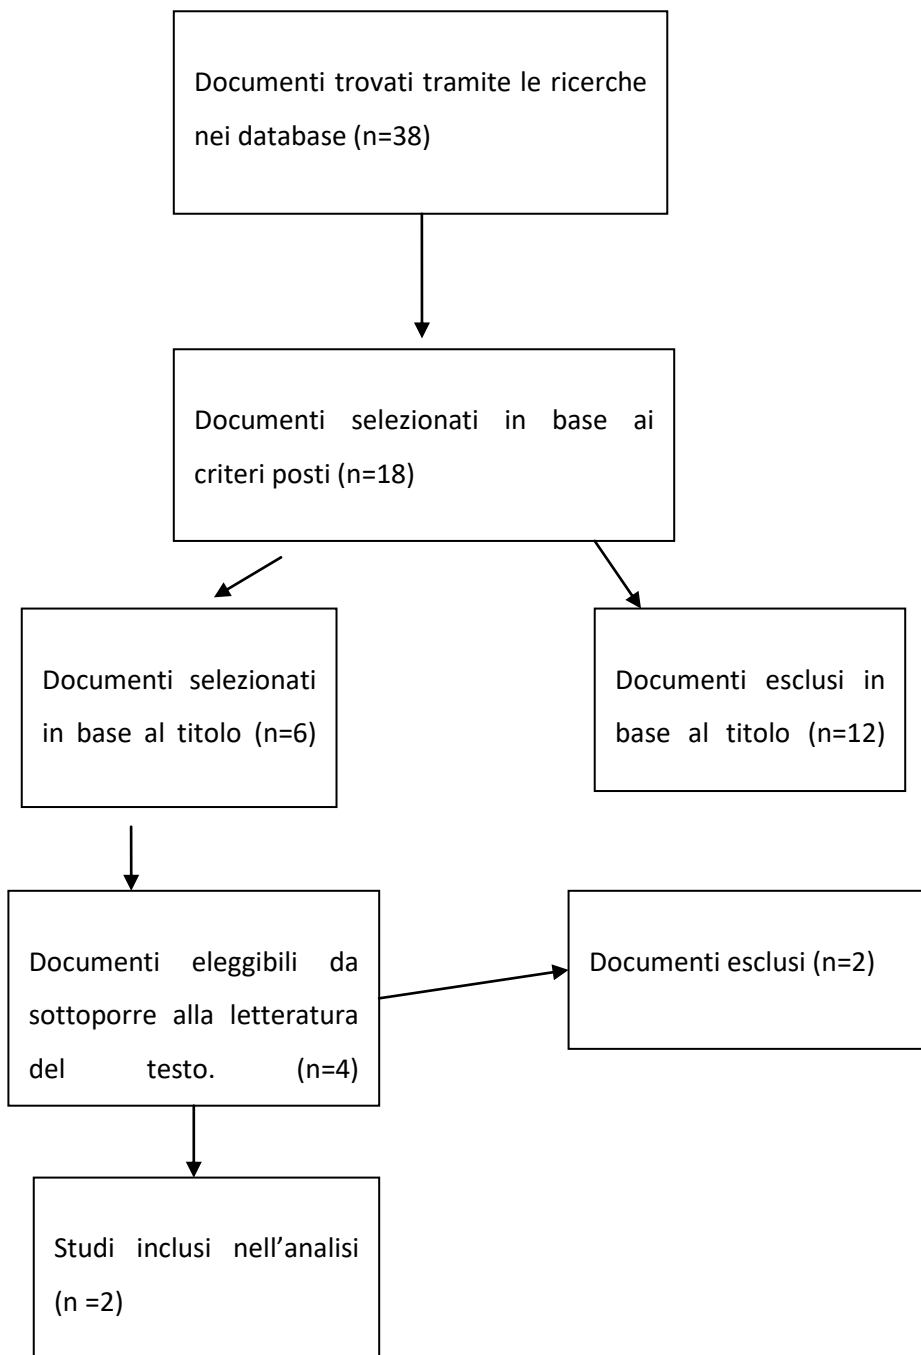 Documenti trovati tramite le ricerche
nei database (n=38)
Documenti selezionati in base ai
criteri posti (n=18)
Documenti selezionati
in base al titolo (n=6)
Documenti esclusi in
base al titolo (n=12)
Documenti eleggibili da
sottoporre alla letteratura
del testo. (n=4)
Documenti esclusi (n=2)
Studi inclusi nell’analisi
(n =2)